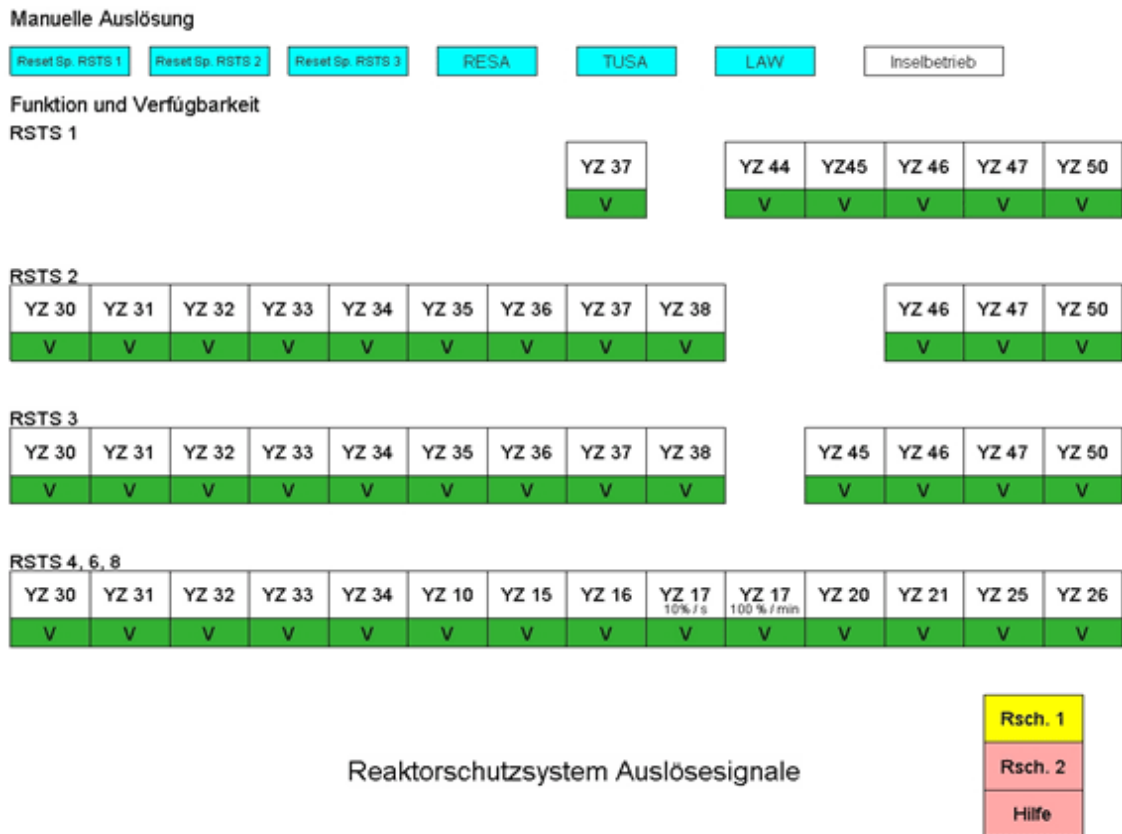 Manuelle Auslösung
Reset Sp. RSTS 1 Reset Sp. RSTS 2 Reset Sp. RSTS 3 RESA TUSA LAW Inselbetrieb
Funktion und Verfúgbarkeit
RSTS 1
YZ 37 YZ 44 YZ45 YZ 46 YZ 47 YZ 50
V V V V V V
RSTS 2
YZ 30 YZ 31 YZ 32 YZ 33 YZ 34 YZ 35 YZ 36 YZ 37 YZ 38 YZ 46 YZ 47 YZ 50
V V V V V V V V V V V V
RSTS 3
YZ 30 YZ 31 YZ 32 YZ 33 YZ 34 YZ 35 YZ 36 YZ 37 YZ 38 YZ 45 YZ 46 YZ 47 YZ 50
V V V V V V V V V V V V V
RSTS 4, 6, 8
YZ 30 YZ 31 YZ 32 YZ 33 YZ 34 YZ 10 YZ 15 YZ 16 YZ 17 YZ 17 YZ 20 YZ 21 YZ 25 YZ 26
10% / s 100 % / min
V V V V V V V V V V V V V V
Rsch. 1
Reaktorschutzsystem Auslösesignale Rsch. 2
Hilfe